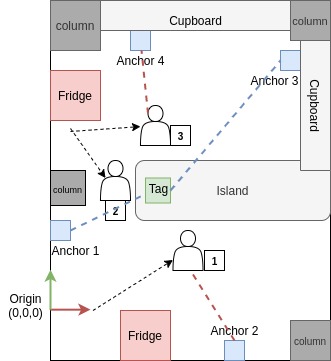 column
Cupboard
column
Anchor 4
Anchor 3
Fridge
Cupboard
3
column
Tag
Island
2
Anchor 1
1
Origin
(0,0,0)
Fridge
Anchor 2
column